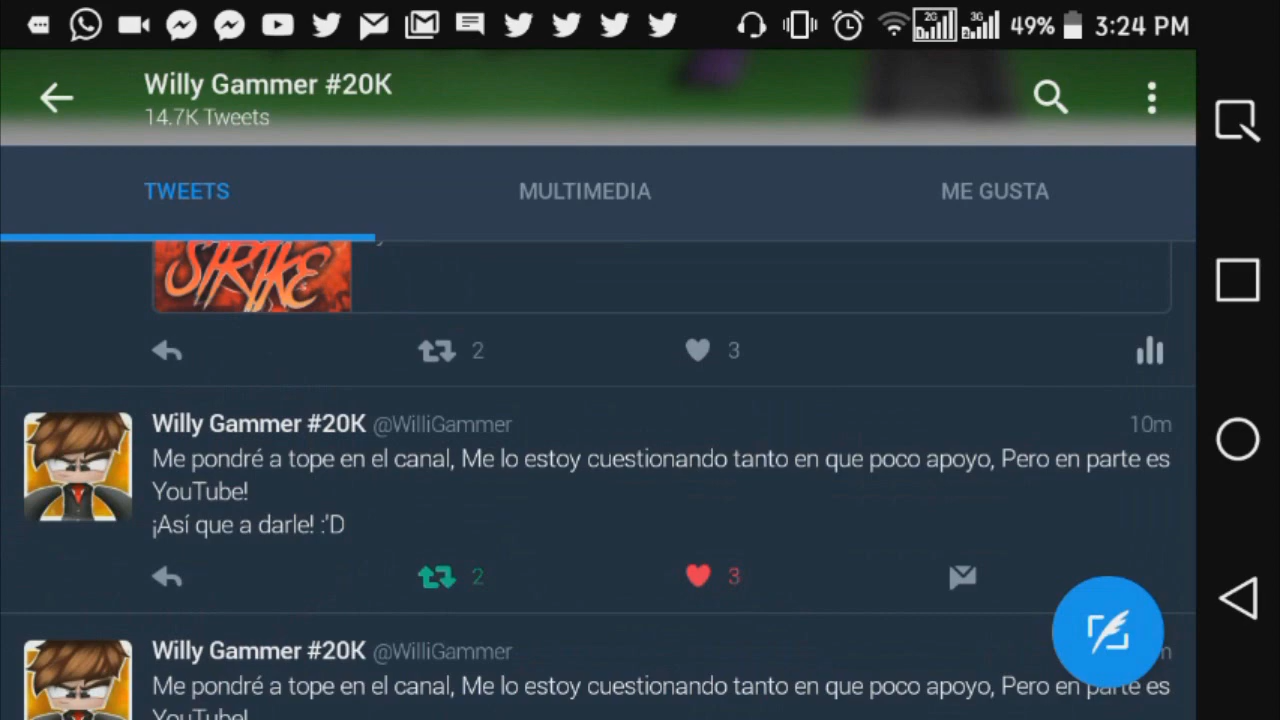 2G 3G 49% 3:24 PM
Willy Gammer #20K
14.7K Tweets
TWEETS MULTIMEDIA ME GUSTA
STRIKE
2 3
Willy Gammer #20K @WilliGammer 10m
Me pondré a tope en el canal, Me lo estoy cuestionando tanto en que poco apoyo, Pero en parte es
YouTube!
¡Así que a darle! :'D
2 3
Willy Gammer #20K @WilliGammer
Me pondré a tope en el canal, Me lo estoy cuestionando tanto en que poco apoyo, Pero en parte es
YouTube!